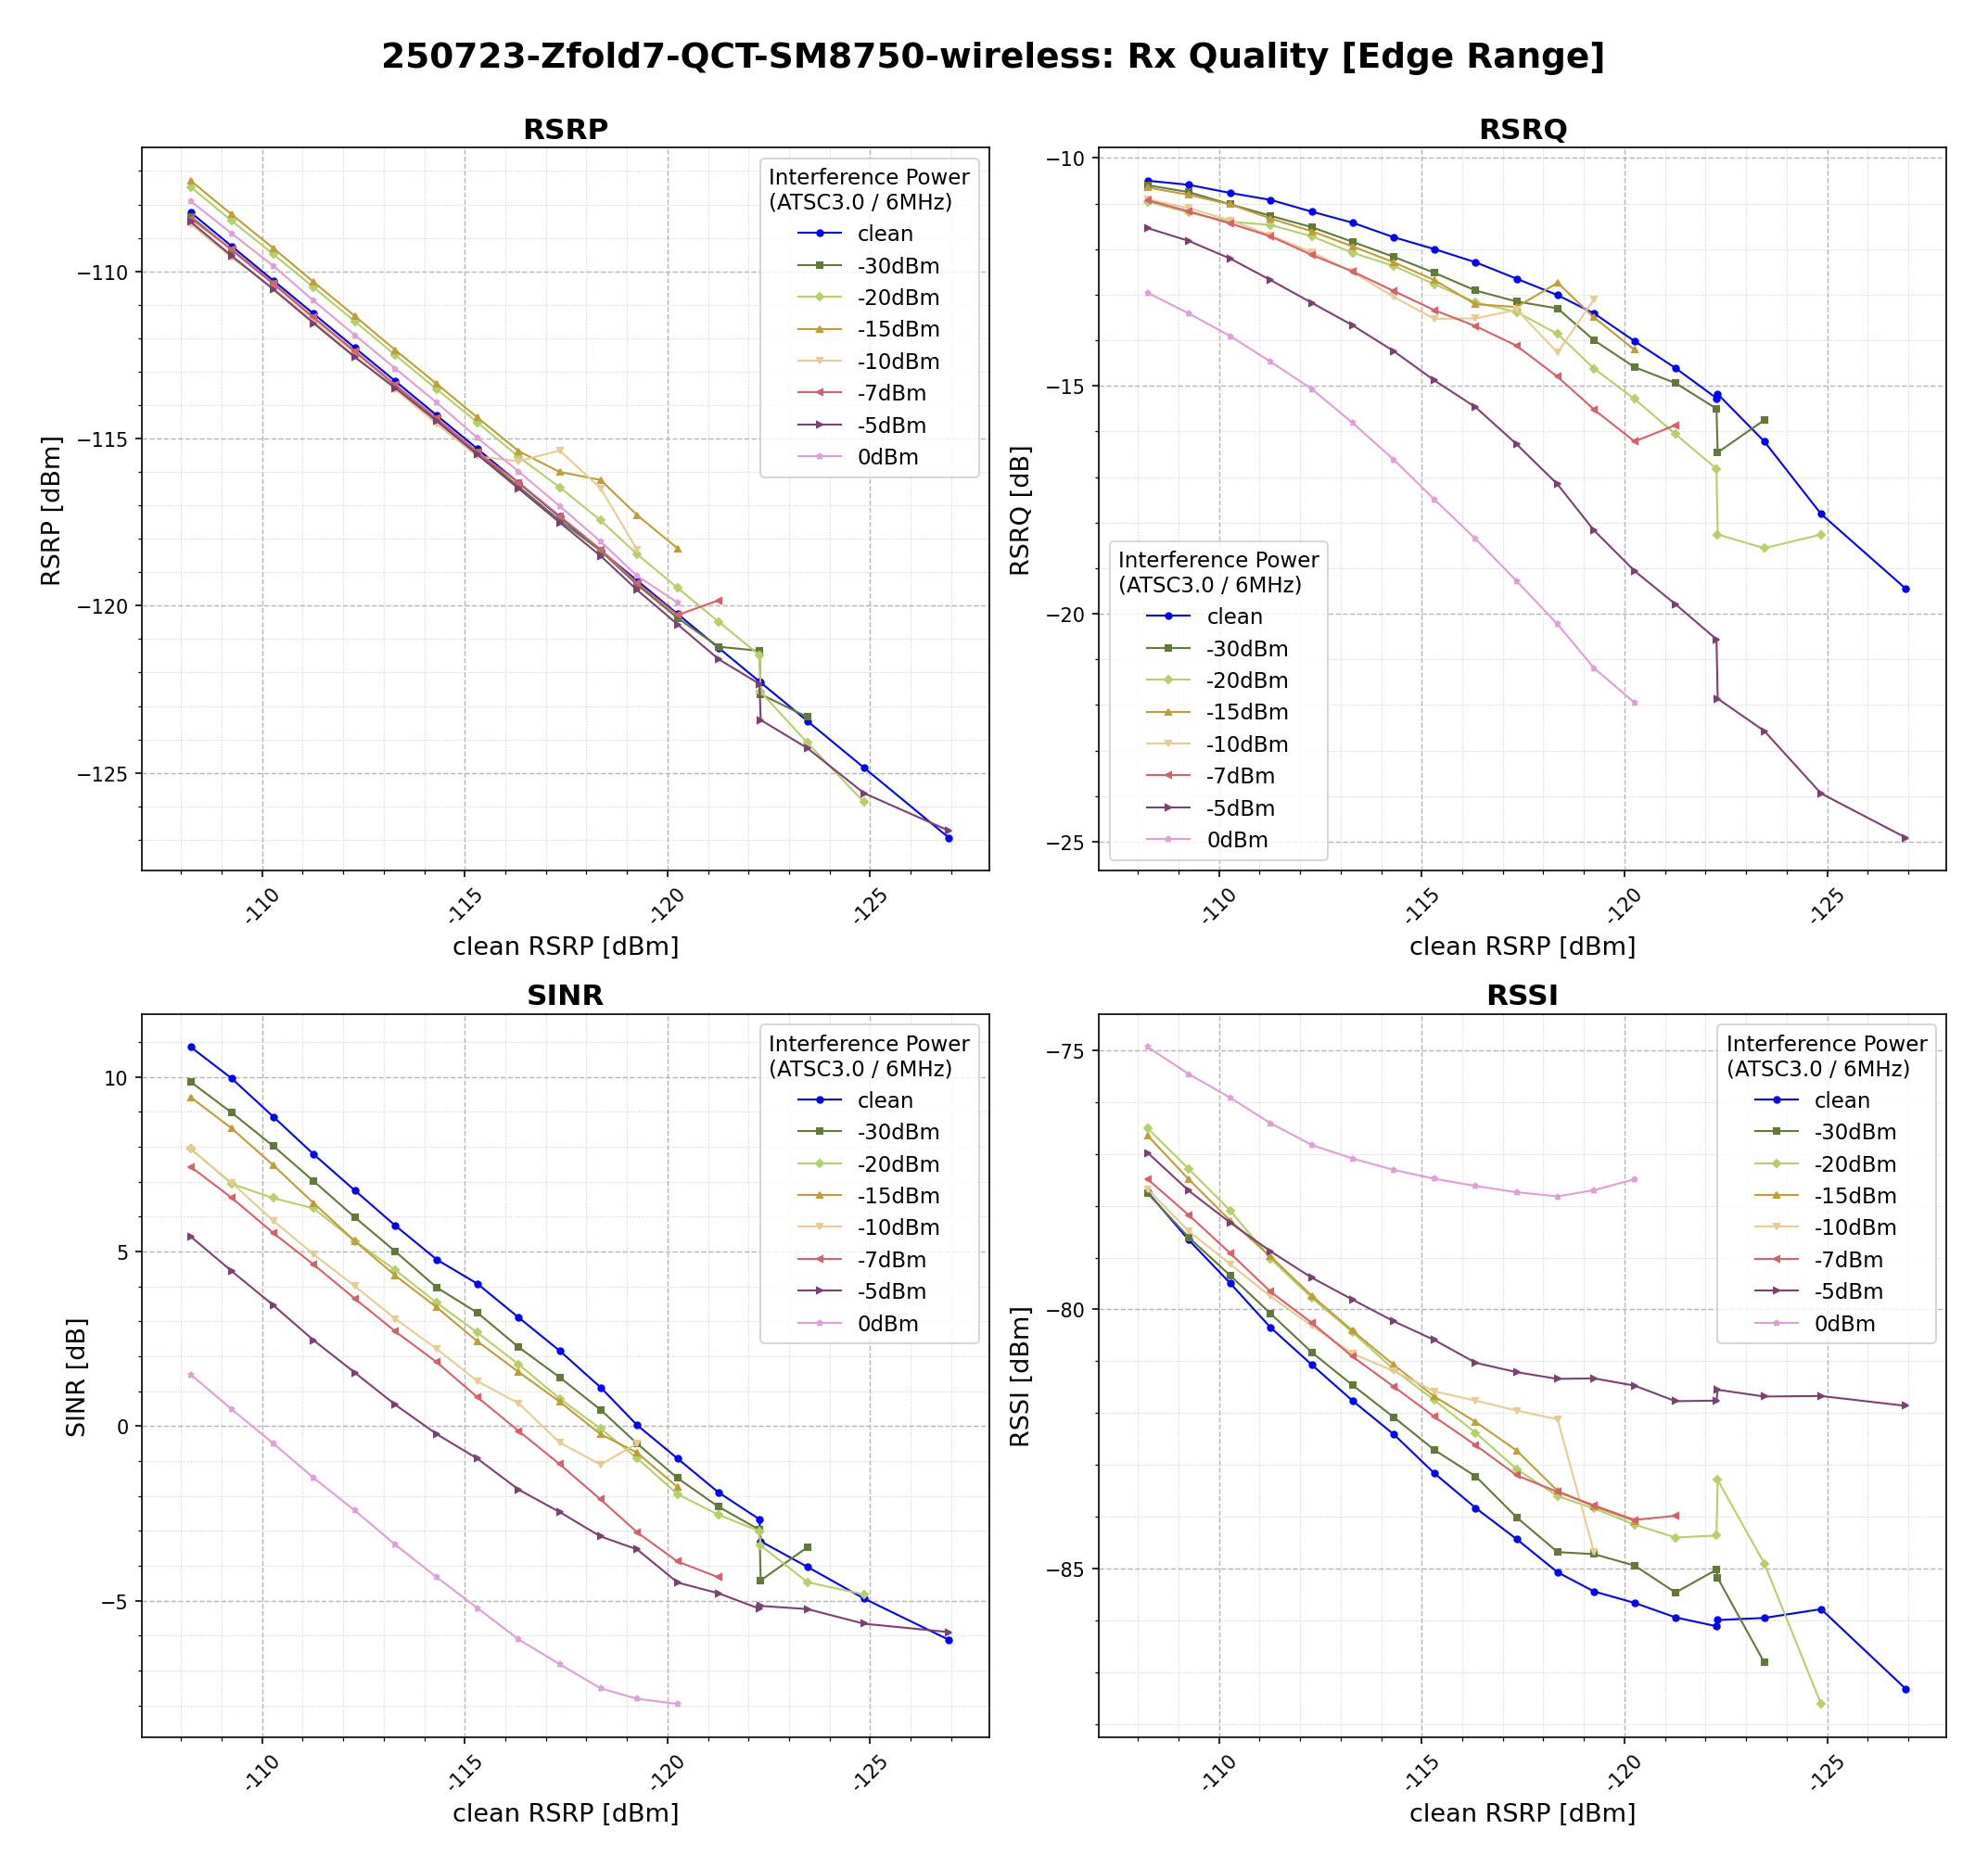 250723-Zfold7-QCT-SM8750-wireless: Rx Quality [Edge Range]
RSRP
RSRP [dBm]
−110
−115
−120
−125
Interference Power
(ATSC3.0 / 6MHz)
clean
-30dBm
-20dBm
-15dBm
-10dBm
-7dBm
-5dBm
0dBm
-110
-115
-120
-125
clean RSRP [dBm]
RSRQ
RSRQ [dB]
−10
−15
−20
−25
Interference Power
(ATSC3.0 / 6MHz)
clean
-30dBm
-20dBm
-15dBm
-10dBm
-7dBm
-5dBm
0dBm
-110
-115
-120
-125
clean RSRP [dBm]
SINR
SINR [dB]
10
5
0
−5
Interference Power
(ATSC3.0 / 6MHz)
clean
-30dBm
-20dBm
-15dBm
-10dBm
-7dBm
-5dBm
0dBm
-110
-115
-120
-125
clean RSRP [dBm]
RSSI
RSSI [dBm]
−75
−80
−85
Interference Power
(ATSC3.0 / 6MHz)
clean
-30dBm
-20dBm
-15dBm
-10dBm
-7dBm
-5dBm
0dBm
-110
-115
-120
-125
clean RSRP [dBm]